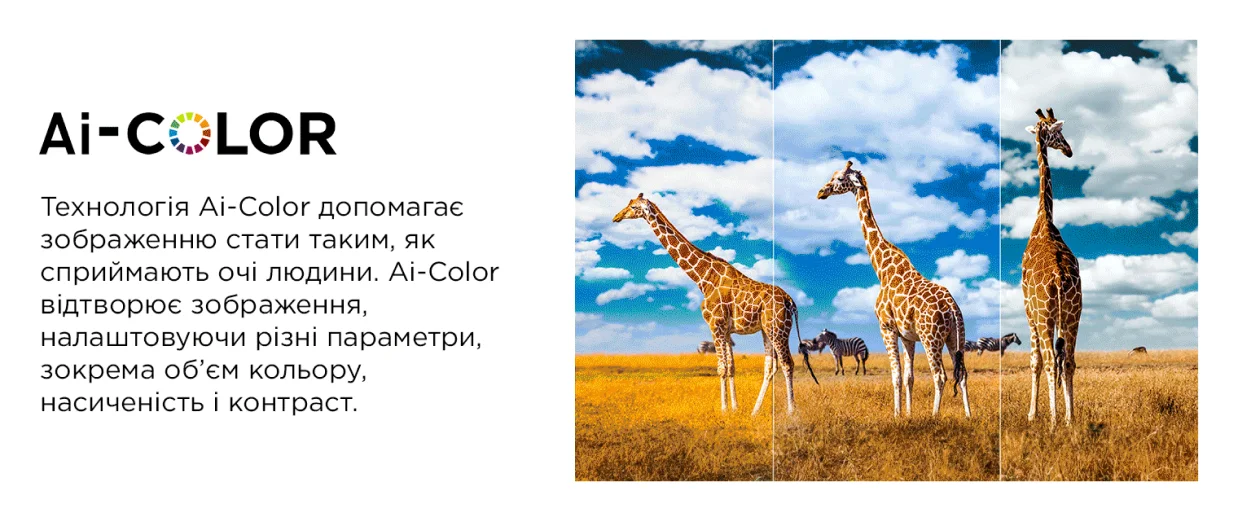 Ai-COLOR
Технологія Ai-Color допомагає
зображенню стати таким, як
сприймають очі людини. Ai-Color
відтворює зображення,
налаштовуючи різні параметри,
зокрема об’єм кольору,
насиченість і контраст.